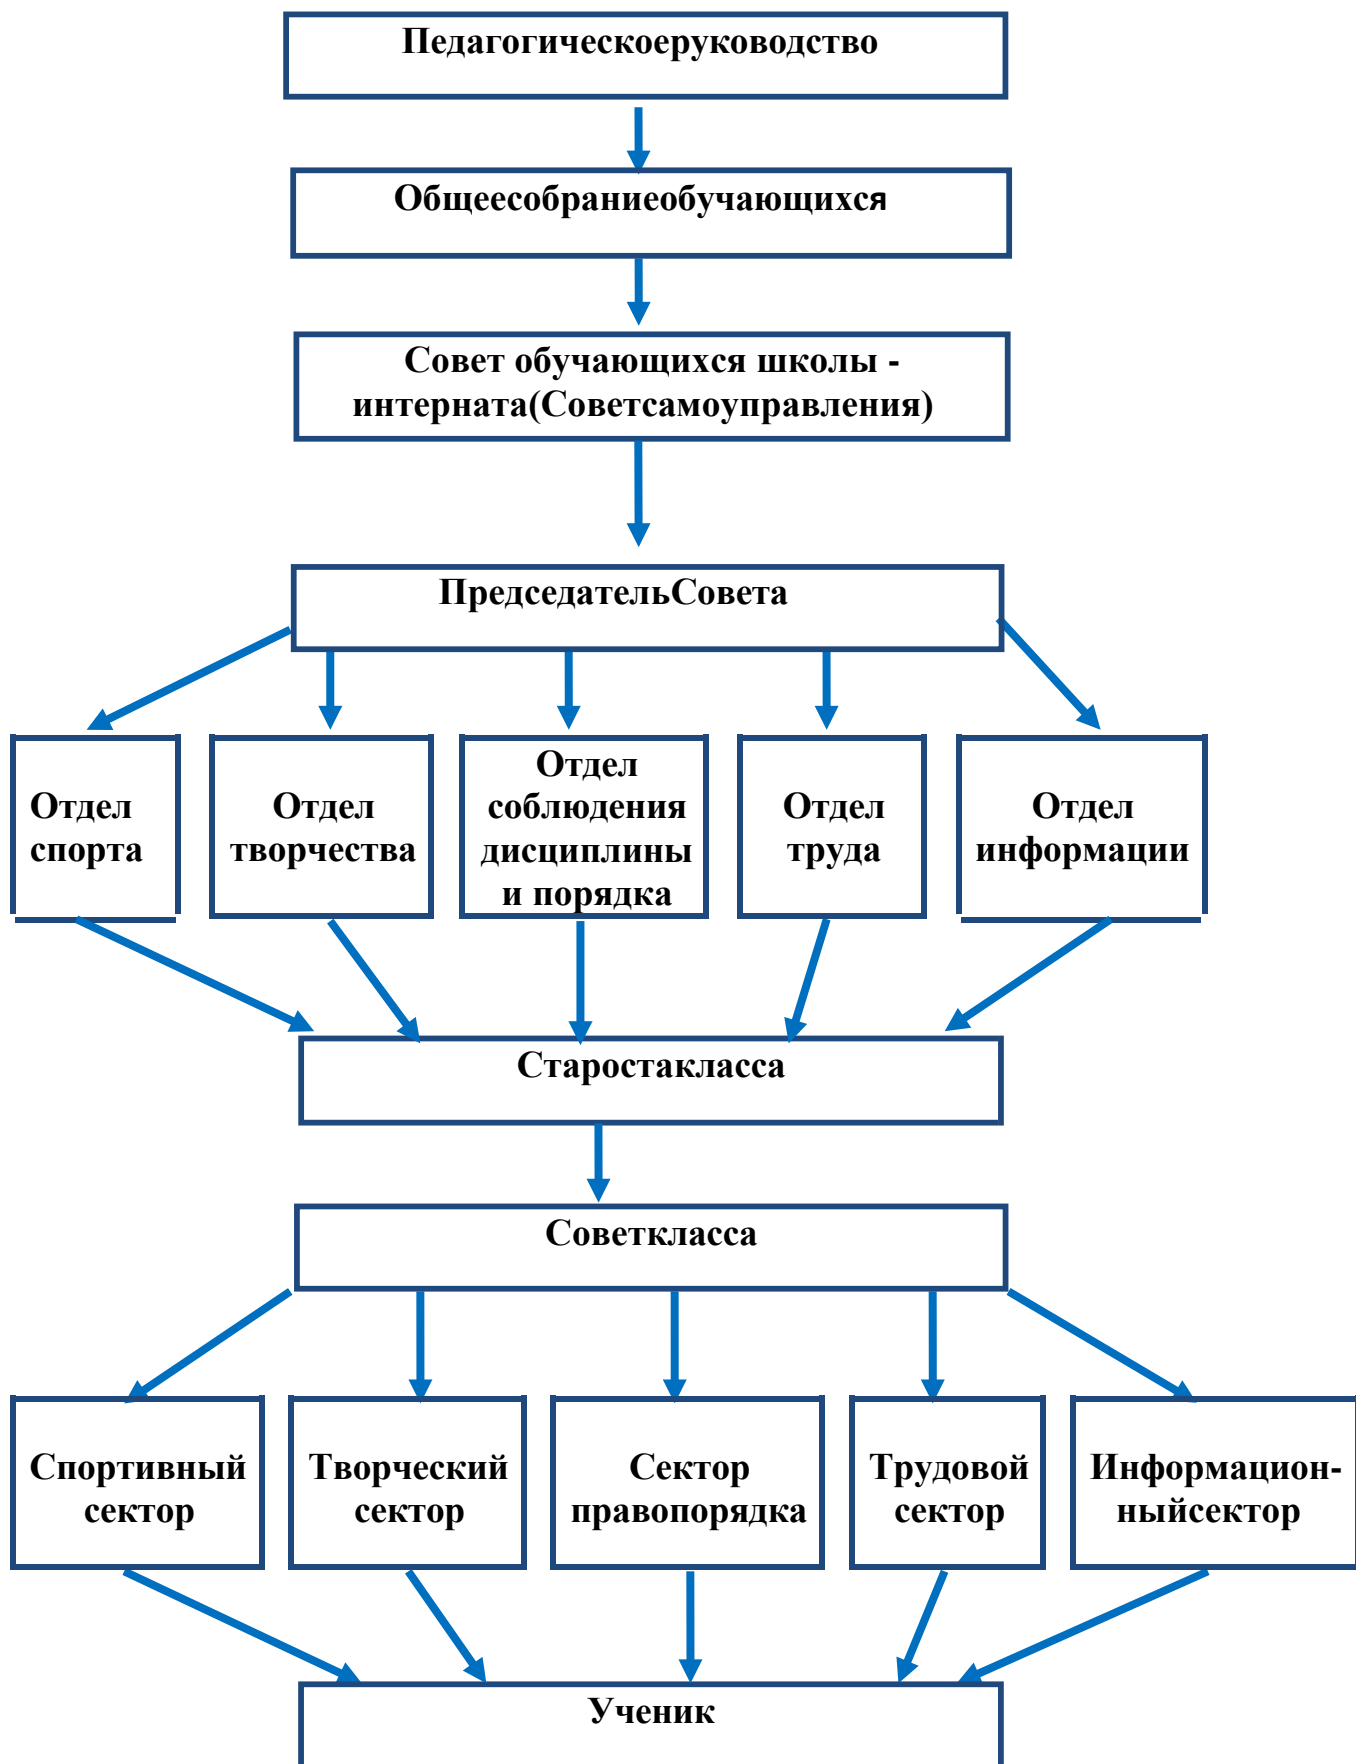 Педагогическоеруководство
Общеесобраниеобучающихся
Совет обучающихся школы -
интерната(Советсамоуправления)
ПредседательСовета
Отдел
спорта
Отдел
творчества
Отдел
соблюдения
дисциплины
и порядка
Отдел
труда
Отдел
информации
Старостакласса
Советкласса
Спортивный
сектор
Творческий
сектор
Сектор
правопорядка
Трудовой
сектор
Информацион-
ныйсектор
Ученик